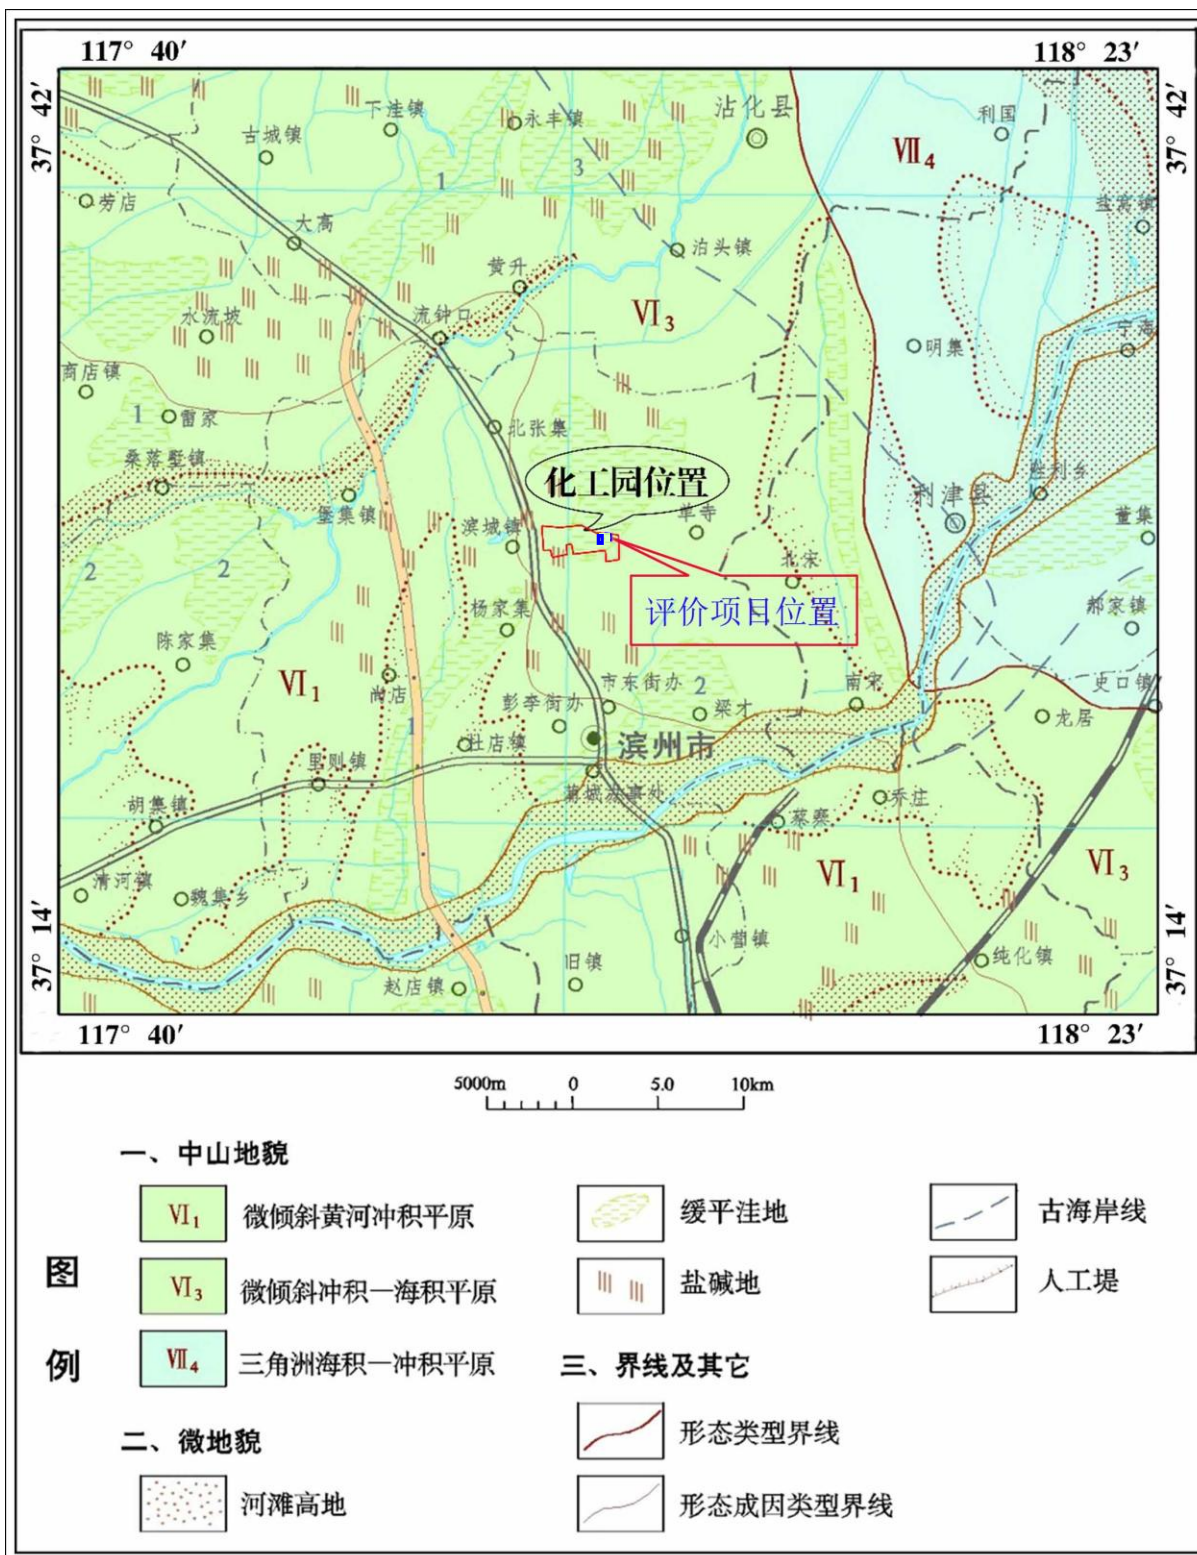 117° 40′
118° 23′
37° 42′
37° 42′
下洼镇
永丰镇
沾化县
利国
古城镇
Ⅶ4
1
3
劳店
盐窝镇
大高
泊头镇
黄升
Ⅵ3
永流坡
流钟口
明集
宁海
商店镇
1
雷家
北张集
桑落墅镇
化工园位置
胜利乡
利津县
堡集镇
单寺
董集
滨城镇
2
2
北宋
评价项目位置
杨家集
郝家镇
陈家集
Ⅵ1
尚店
市东街办
2
南宋
史口镇
彭李街办
梁才
龙居
1
杜店镇
滨州市
里则镇
蒲城办事处
乔庄
胡集镇
蔡寨
清河镇
魏集乡
Ⅵ1
Ⅵ3
小营镇
纯化镇
旧镇
赵店镇
37° 14′
37° 14′
117° 40′
118° 23′
5000m 0 5.0 10km
图例
一、中山地貌
Ⅵ1 微倾斜黄河冲积平原
Ⅵ3 微倾斜冲积—海积平原
Ⅶ4 三角洲海积—冲积平原
二、微地貌
河滩高地
缓平洼地
盐碱地
三、界线及其它
形态类型界线
形态成因类型界线
古海岸线
人工堤